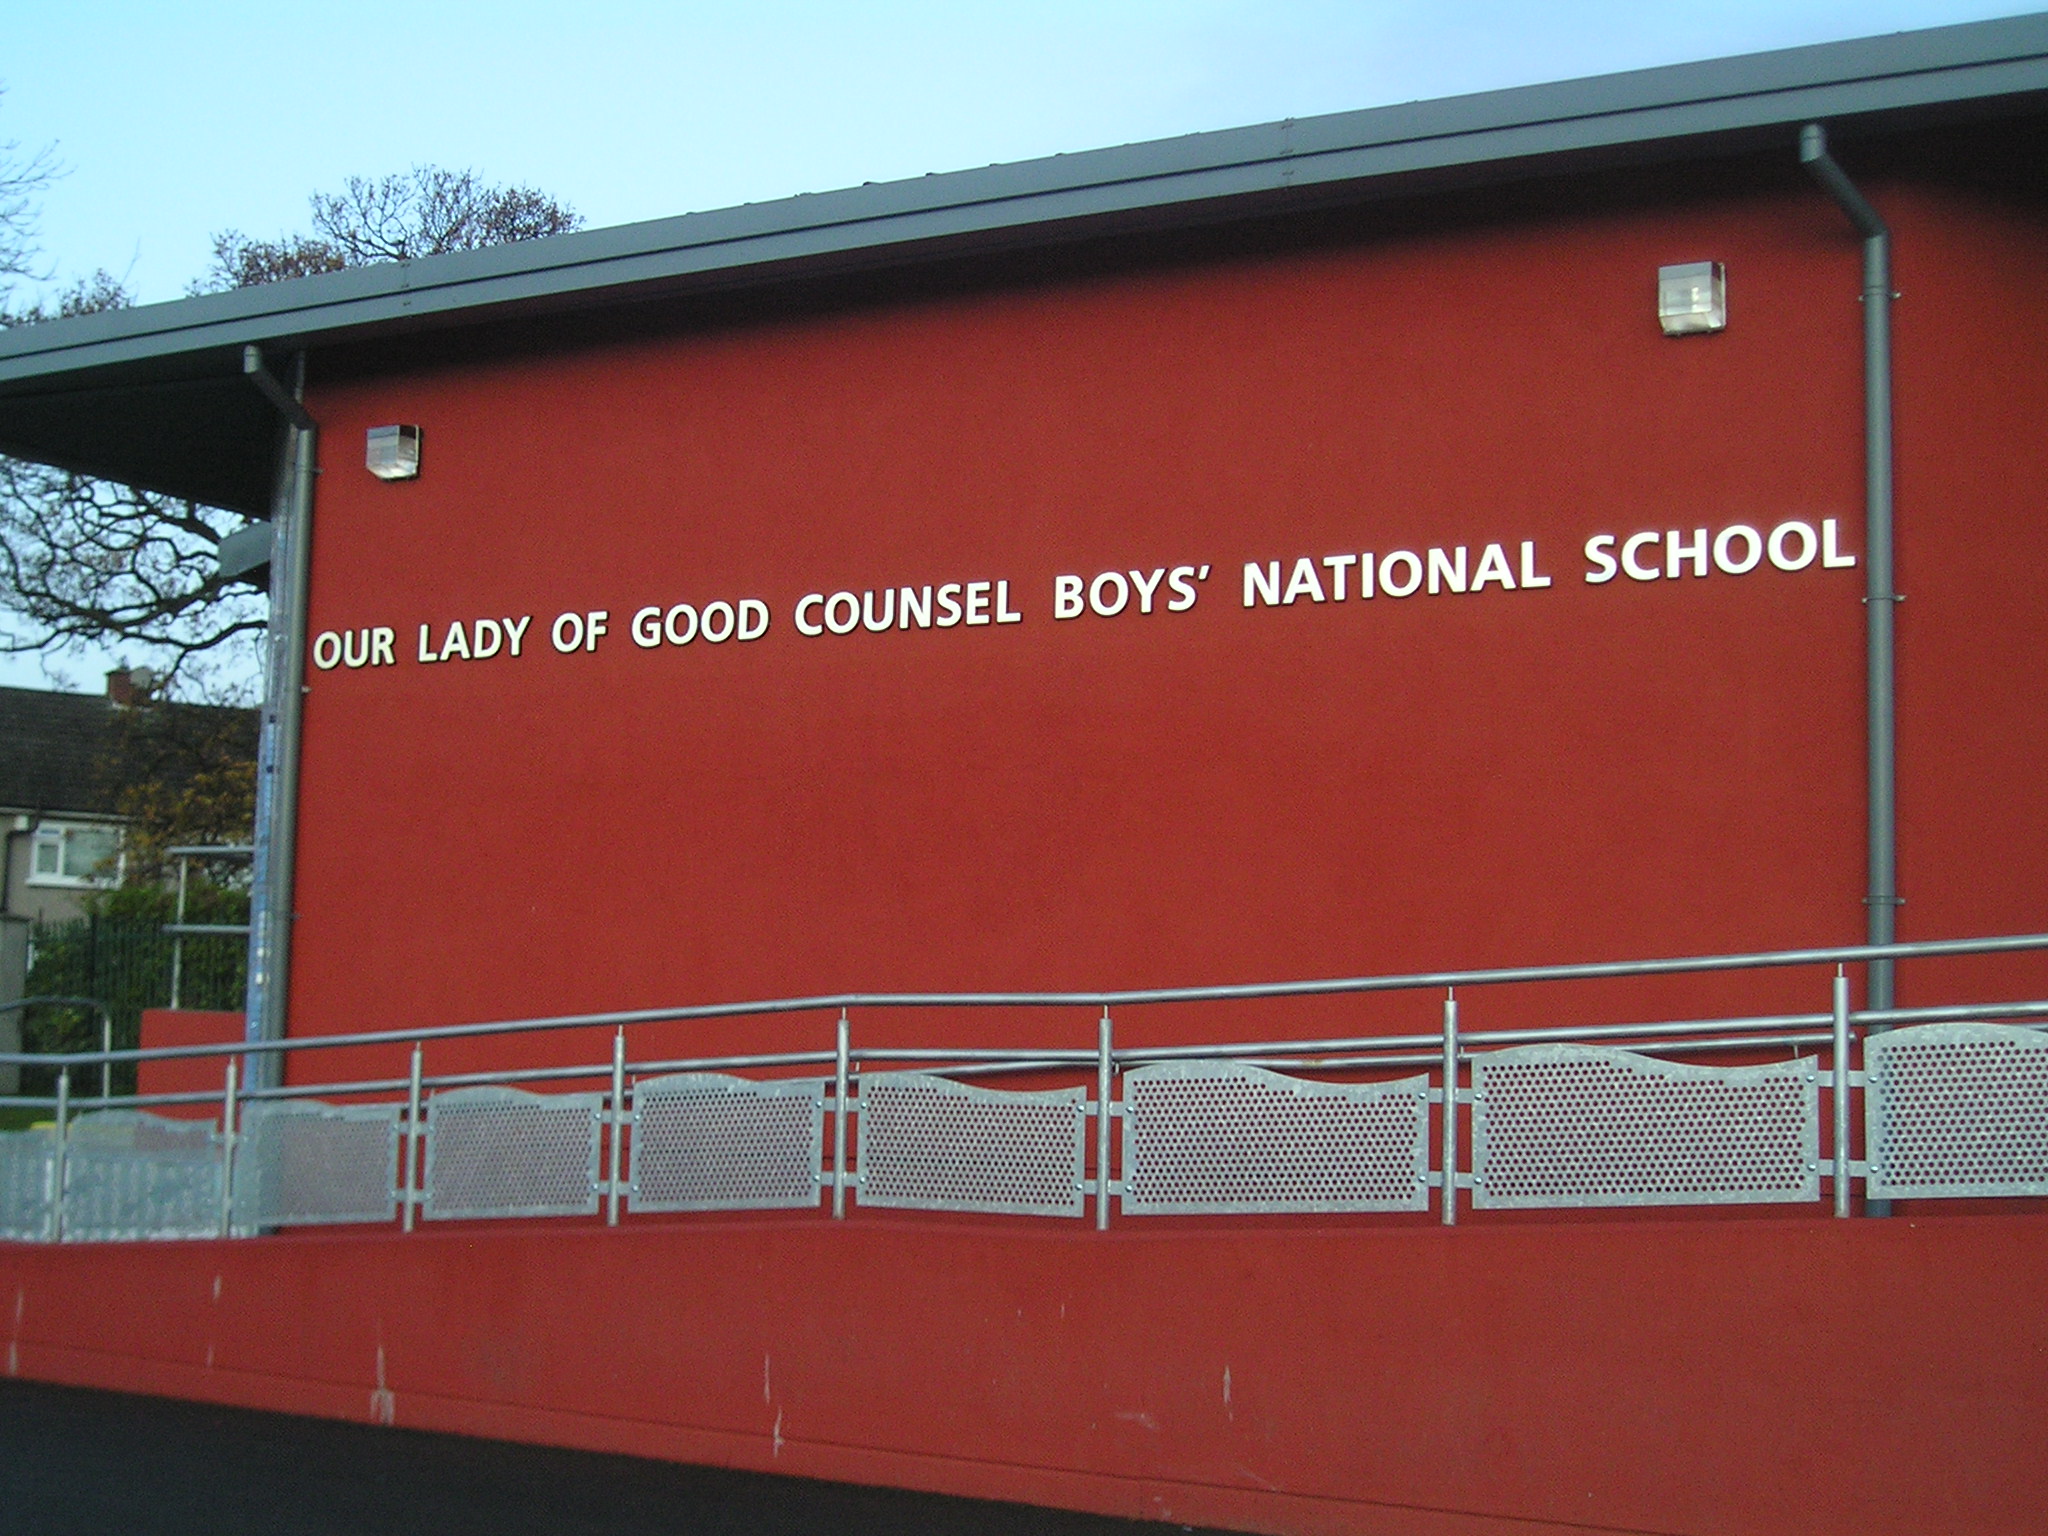 OUR LADY OF GOOD COUNSEL BOYS’ NATIONAL SCHOOL